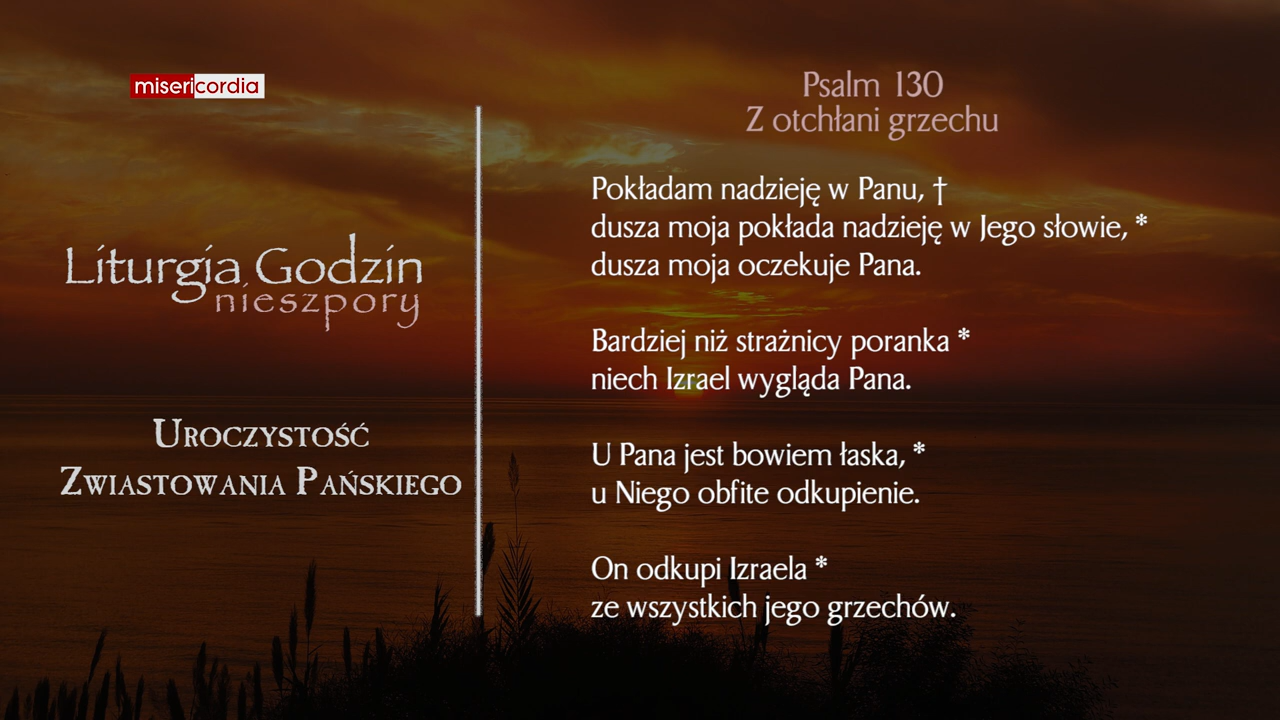 misericordia
Liturgia Godzin
nieszpory
Uroczystość
Zwiastowania Pańskiego
Psalm 130
Z otchłani grzechu
Pokładam nadzieję w Panu, †
dusza moja pokłada nadzieję w Jego słowie, *
dusza moja oczekuje Pana.
Bardziej niż strażnicy poranka *
niech Izrael wygląda Pana.
U Pana jest bowiem łaska, *
u Niego obfite odkupienie.
On odkupi Izraela *
ze wszystkich jego grzechów.